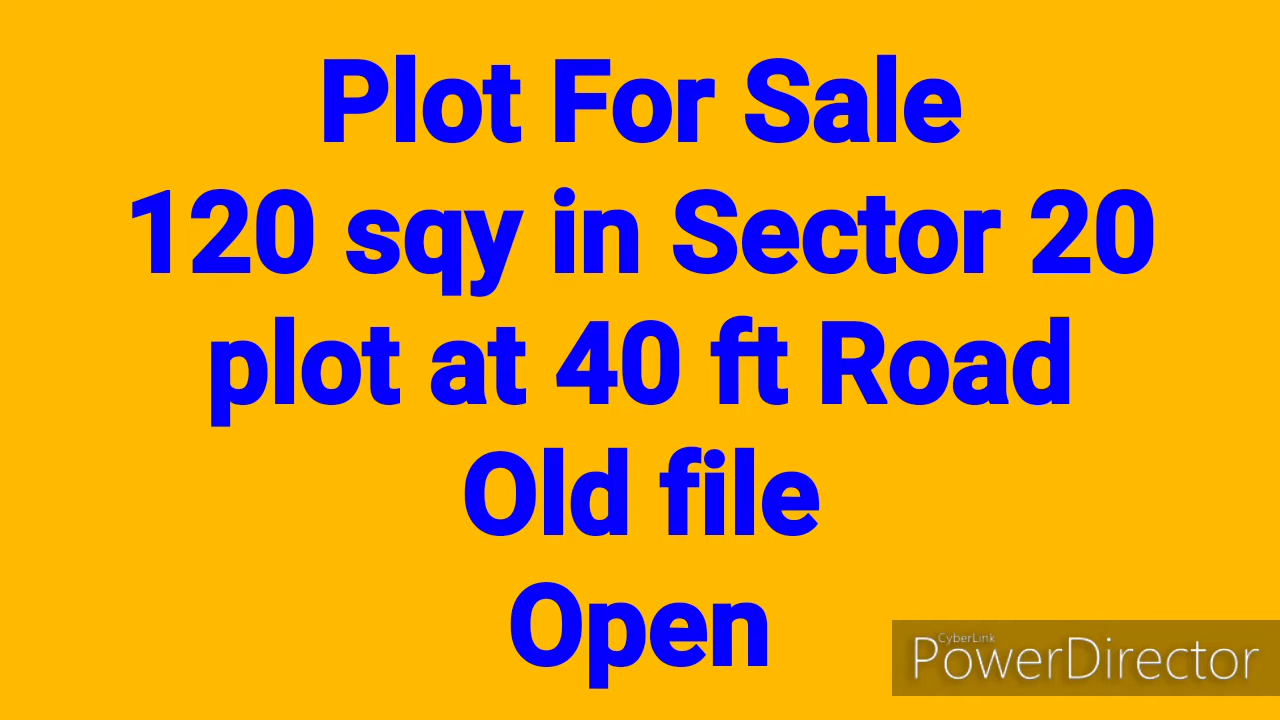 Plot For Sale
120 sqy in Sector 20
plot at 40 ft Road
Old file
Open
CyberLink
PowerDirector